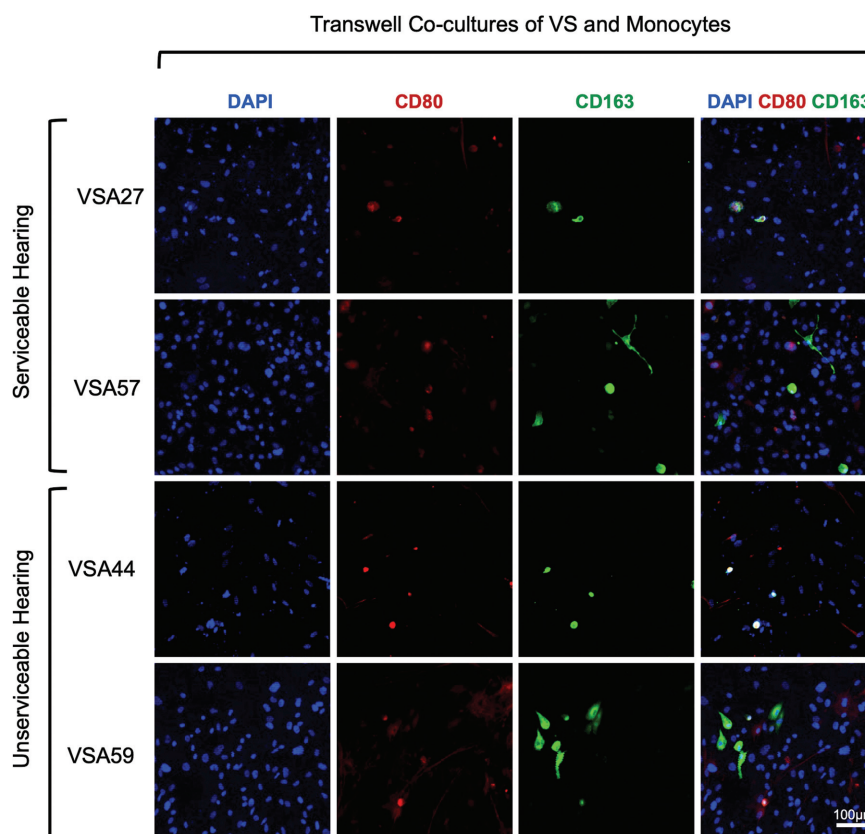 Transwell Co-cultures of VS and Monocytes
DAPI CD80 CD163 DAPI CD80 CD163
Serviceable Hearing
VSA27
VSA57
Unserviceable Hearing
VSA44
VSA59
100µ